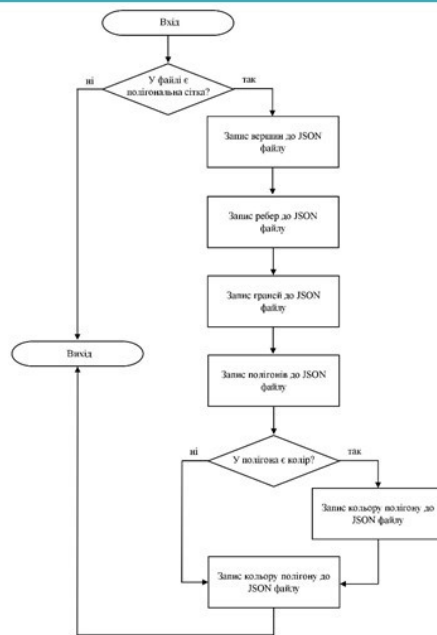 Вхід
У файлі є
полігональна сітка?
ні
так
Запис вершин до JSON
файлу
Запис ребер до JSON
файлу
Запис граней до JSON
файлу
Вихід
Запис полігонів до JSON
файлу
ні
У полігона є колір?
так
Запис кольору полігону до
JSON файлу
Запис кольору полігону до
JSON файлу